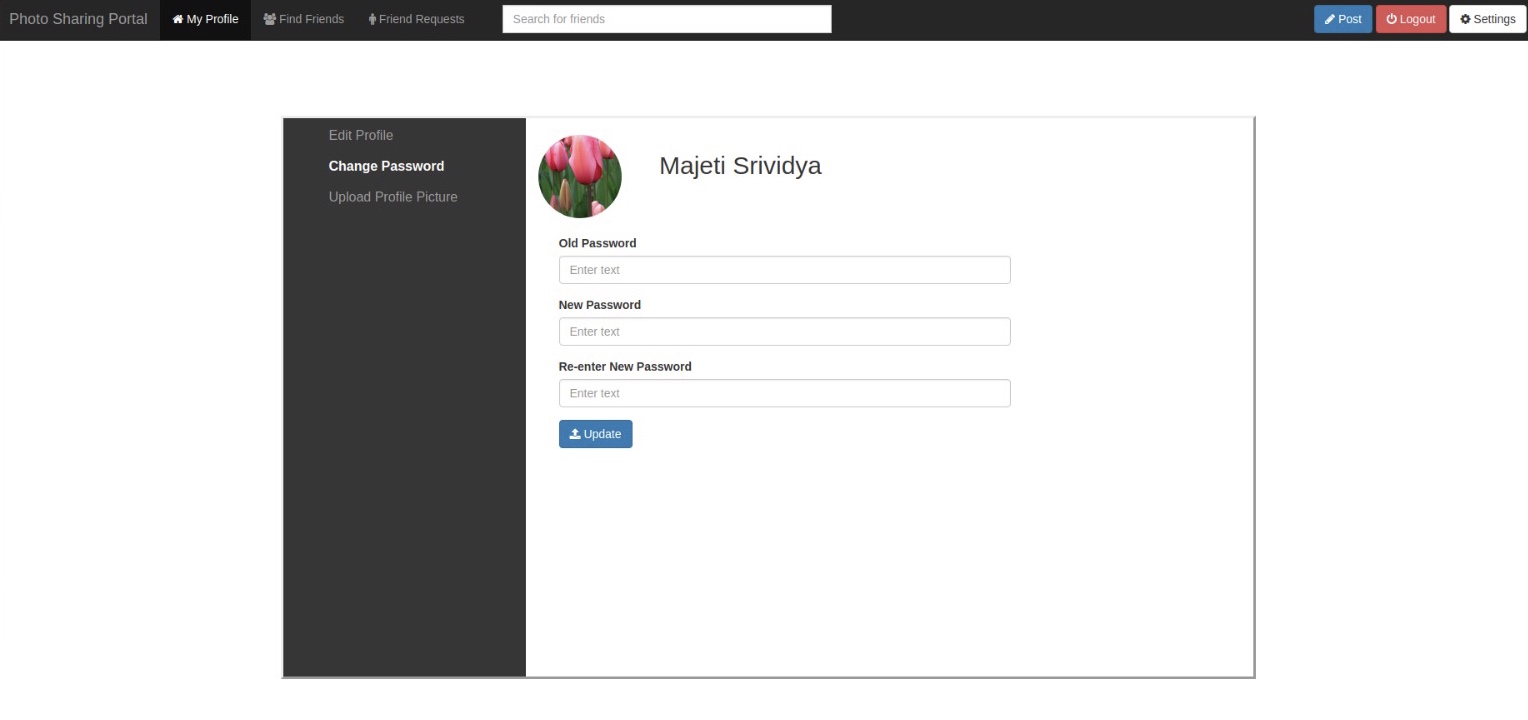 Photo Sharing Portal My Profile Find Friends Friend Requests Search for friends Post Logout Settings
Edit Profile
Change Password
Upload Profile Picture
Majeti Srividya
Old Password
Enter text
New Password
Enter text
Re-enter New Password
Enter text
Update